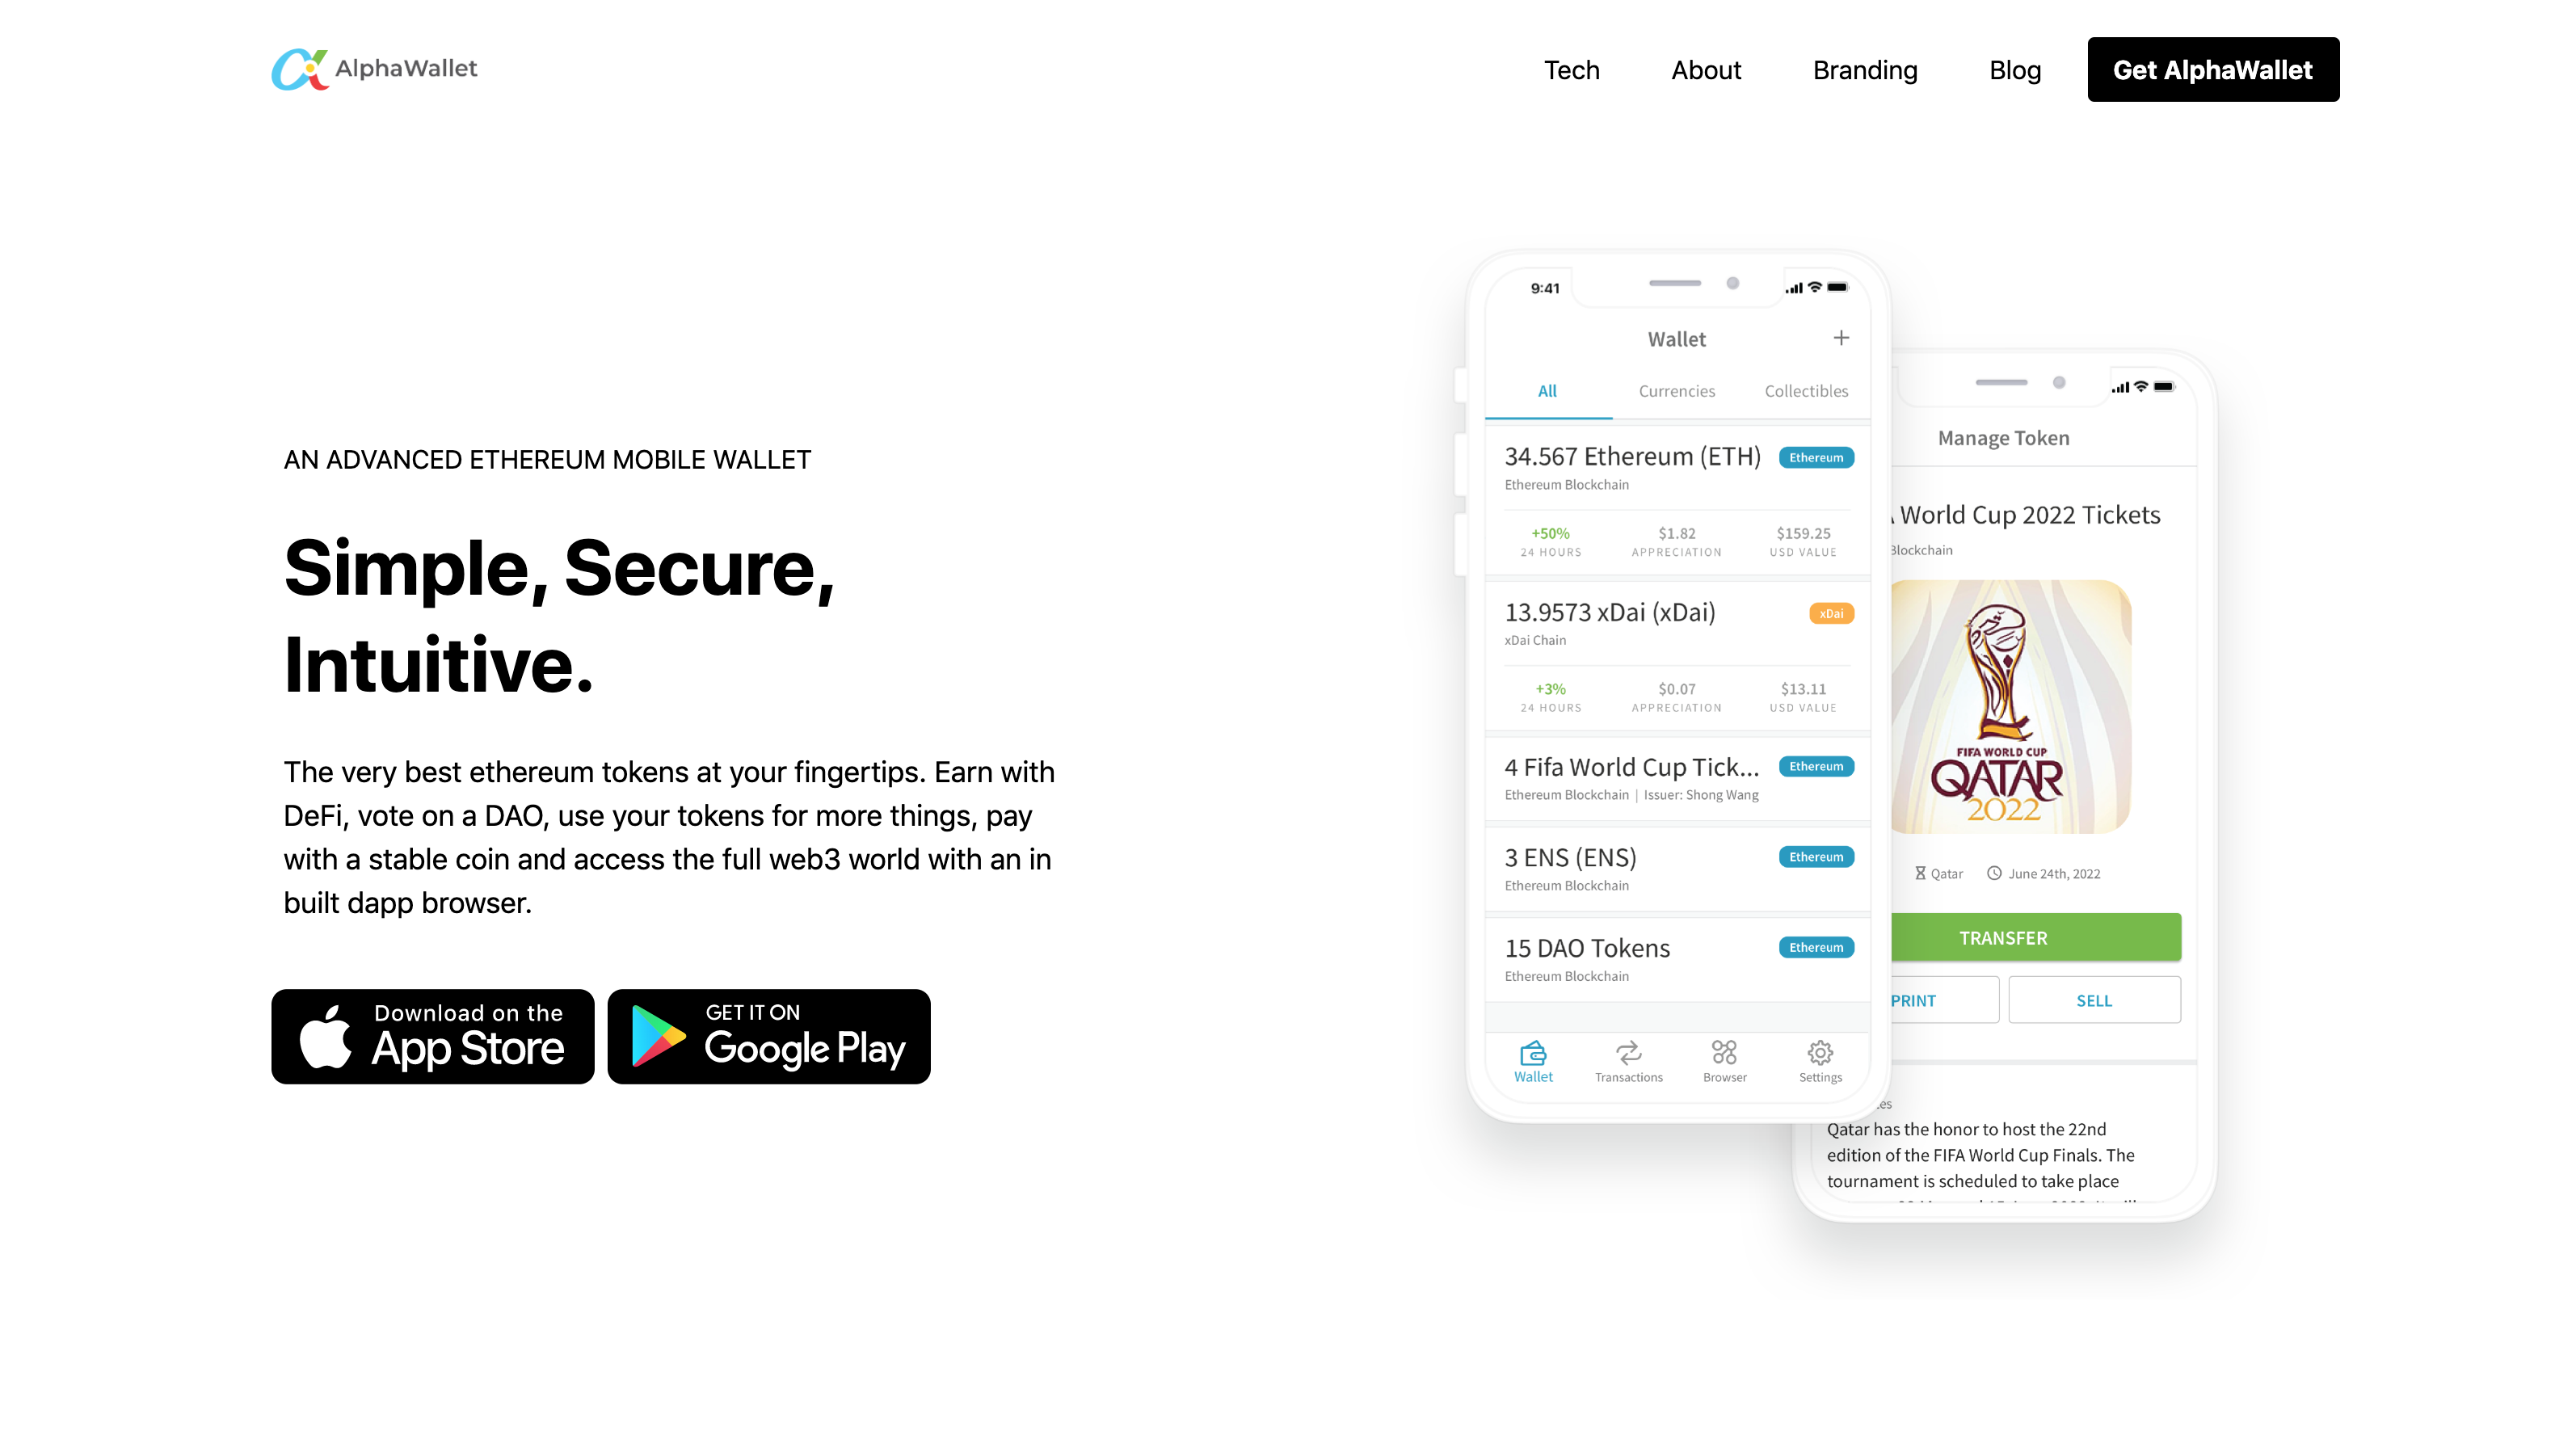 AlphaWallet
Tech
About
Branding
Blog
Get AlphaWallet
AN ADVANCED ETHEREUM MOBILE WALLET
Simple, Secure,
Intuitive.
The very best ethereum tokens at your fingertips. Earn with
DeFi, vote on a DAO, use your tokens for more things, pay
with a stable coin and access the full web3 world with an in
built dapp browser.
Download on the
App Store
GET IT ON
Google Play
9:41
Wallet
All
Currencies
Collectibles
34.567 Ethereum (ETH)
Ethereum
Ethereum Blockchain
+50%
$1.82
$159.25
24 HOURS
APPRECIATION
USD VALUE
13.9573 xDai (xDai)
xDai
xDai Chain
+3%
$0.07
$13.11
24 HOURS
APPRECIATION
USD VALUE
4 Fifa World Cup Tick...
Ethereum
Ethereum Blockchain | Issuer: Shong Wang
3 ENS (ENS)
Ethereum
Ethereum Blockchain
15 DAO Tokens
Ethereum
Ethereum Blockchain
Wallet
Transactions
Browser
Settings
Manage Token
World Cup 2022 Tickets
Blockchain
FIFA WORLD CUP
QATAR
2022
Qatar
June 24th, 2022
TRANSFER
PRINT
SELL
Qatar has the honor to host the 22nd
edition of the FIFA World Cup Finals. The
tournament is scheduled to take place